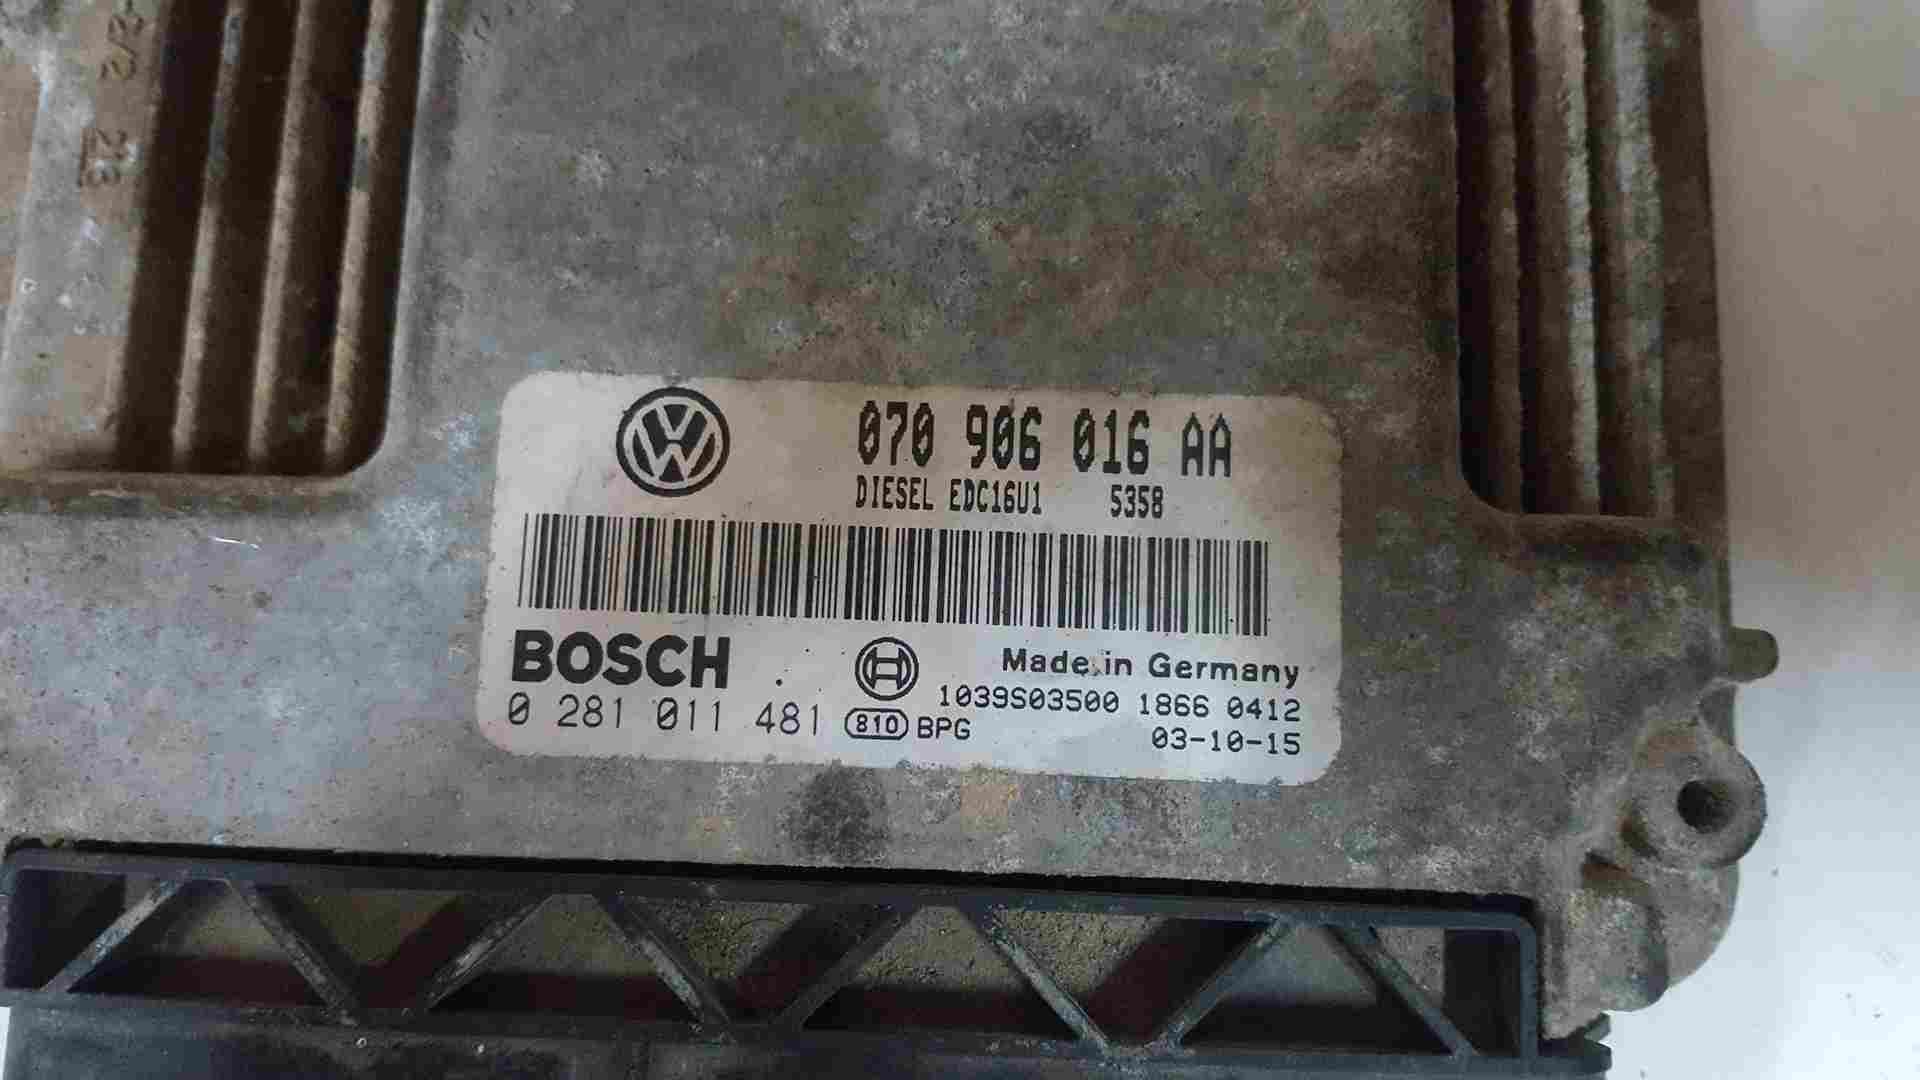 070 906 016 AA
DIESEL EDC16U1 5358
BOSCH
Made in Germany
0 281 011 481 810 BPG
1039S03500 1866 0412
03-10-15